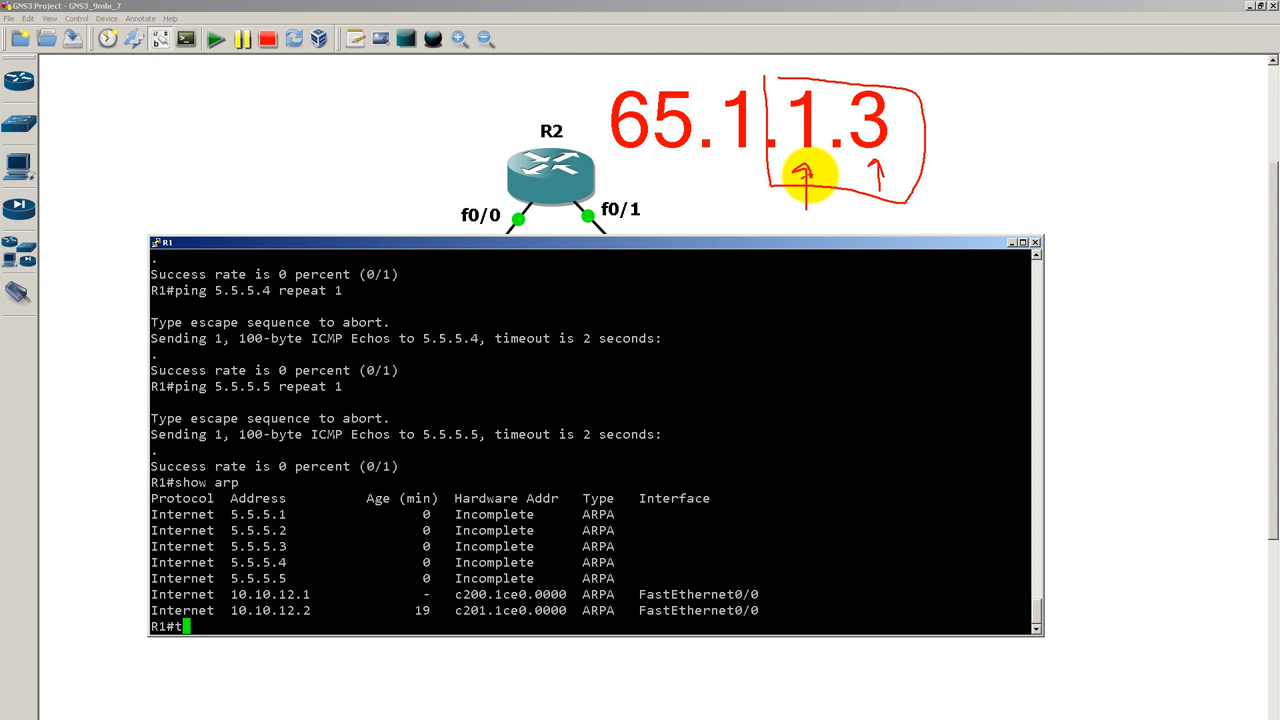 GNS3 Project - GNS3_9mlx_7
File Edit View Control Device Annotate Help
65.1.1.3
R2
f0/0
f0/1
R1
.
Success rate is 0 percent (0/1)
R1#ping 5.5.5.4 repeat 1
Type escape sequence to abort.
Sending 1, 100-byte ICMP Echos to 5.5.5.4, timeout is 2 seconds:
.
Success rate is 0 percent (0/1)
R1#ping 5.5.5.5 repeat 1
Type escape sequence to abort.
Sending 1, 100-byte ICMP Echos to 5.5.5.5, timeout is 2 seconds:
.
Success rate is 0 percent (0/1)
R1#show arp
Protocol Address Age (min) Hardware Addr Type Interface
Internet 5.5.5.1 0 Incomplete ARPA
Internet 5.5.5.2 0 Incomplete ARPA
Internet 5.5.5.3 0 Incomplete ARPA
Internet 5.5.5.4 0 Incomplete ARPA
Internet 5.5.5.5 0 Incomplete ARPA
Internet 10.10.12.1 - c200.1ce0.0000 ARPA FastEthernet0/0
Internet 10.10.12.2 19 c201.1ce0.0000 ARPA FastEthernet0/0
R1#t